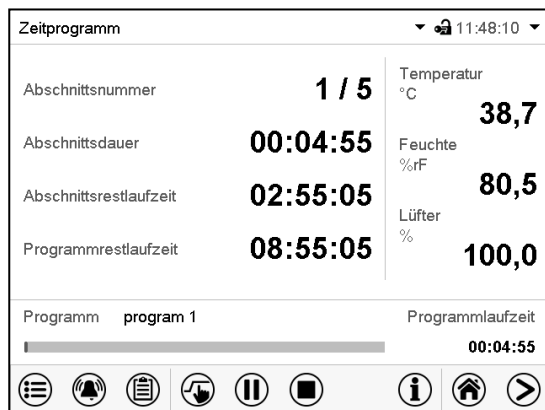 Zeitprogramm 11:48:10
Abschnittsnummer 1 / 5
Abschnittsdauer 00:04:55
Abschnittsrestlaufzeit 02:55:05
Programmrestlaufzeit 08:55:05
Temperatur
°C
38,7
Feuchte
%rF
80,5
Lüfter
%
100,0
Programm program 1 Programmlaufzeit
00:04:55